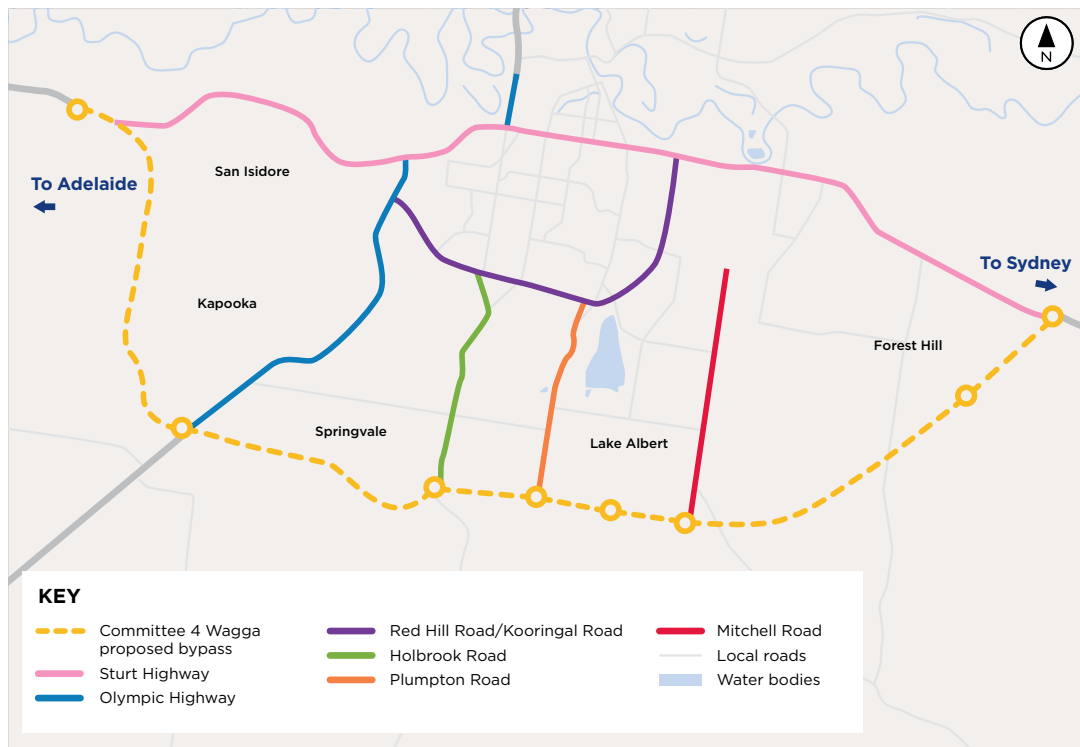 N
San Isidore
To Adelaide
To Sydney
Kapooka
Forest Hill
Springvale
Lake Albert
KEY
Committee 4 Wagga
proposed bypass
Sturt Highway
Olympic Highway
Red Hill Road/Kooringal Road
Holbrook Road
Plumpton Road
Mitchell Road
Local roads
Water bodies